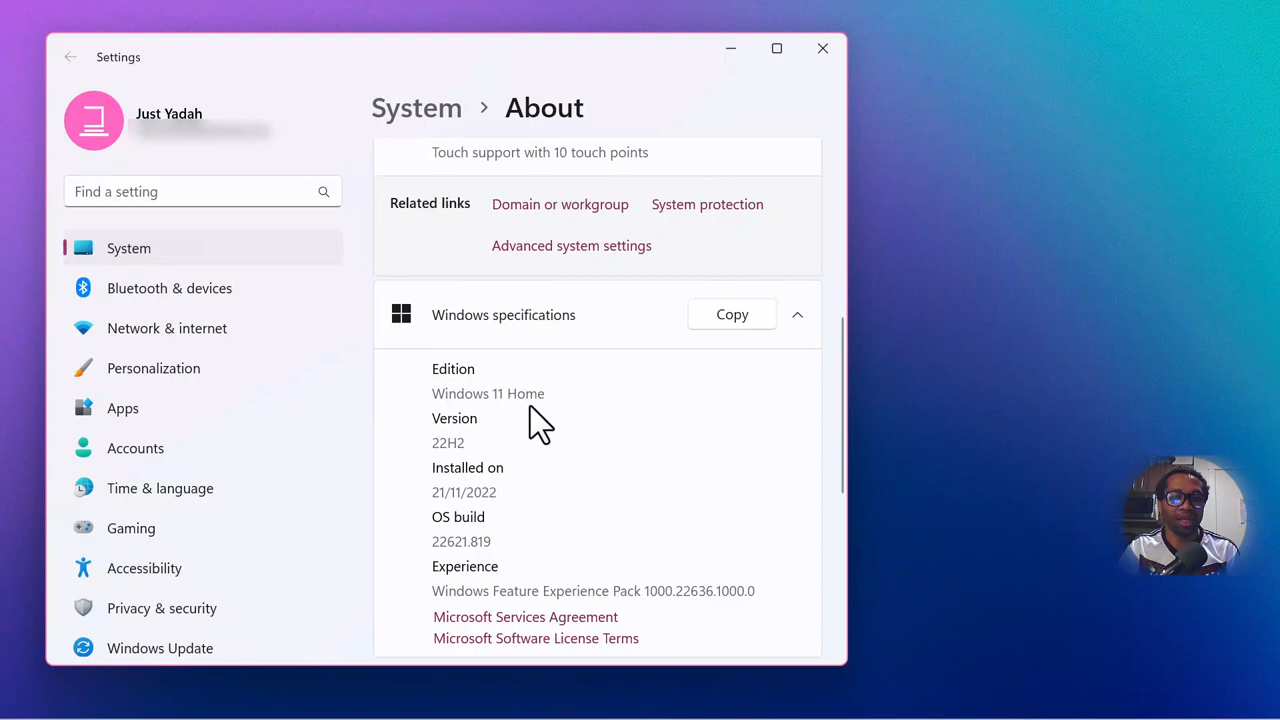 Settings
Just Yadah
Find a setting
System
Bluetooth & devices
Network & internet
Personalization
Apps
Accounts
Time & language
Gaming
Accessibility
Privacy & security
Windows Update
System > About
Touch support with 10 touch points
Related links Domain or workgroup System protection
Advanced system settings
Windows specifications Copy
Edition
Windows 11 Home
Version
22H2
Installed on
21/11/2022
OS build
22621.819
Experience
Windows Feature Experience Pack 1000.22636.1000.0
Microsoft Services Agreement
Microsoft Software License Terms